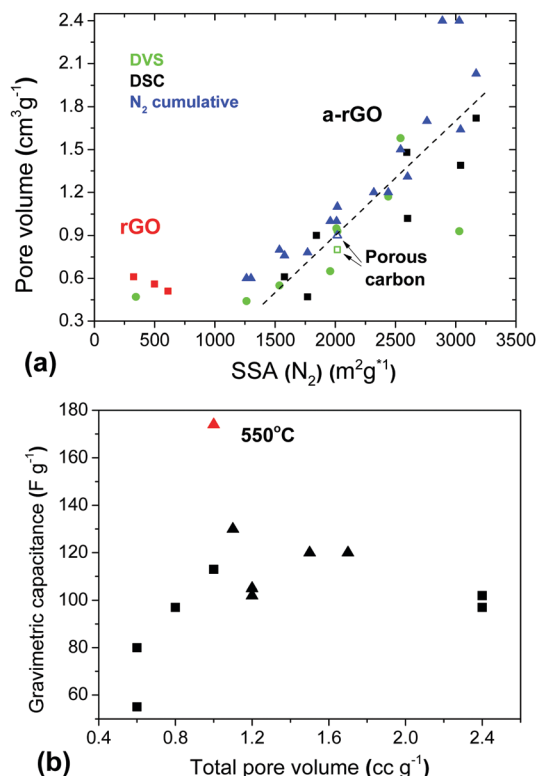 2.4
2.1
1.8
1.5
1.2
0.9
0.6
0.3
Pore volume (cm³g⁻¹)
DVS
DSC
N₂ cumulative
a-rGO
rGO
Porous
carbon
0 500 1000 1500 2000 2500 3000 3500
(a)
SSA (N₂) (m²g*¹)
180
160
140
120
100
80
60
Gravimetric capacitance (F g⁻¹)
550°C
0.4 0.8 1.2 1.6 2.0 2.4
(b)
Total pore volume (cc g⁻¹)